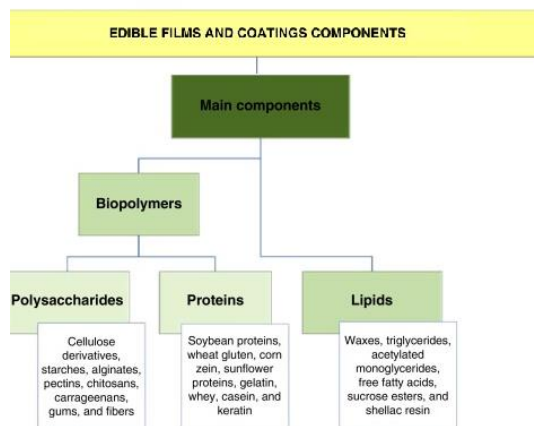 EDIBLE FILMS AND COATINGS COMPONENTS
Main components
Biopolymers
Polysaccharides
Proteins
Lipids
Cellulose
derivatives,
starches, alginates,
pectins, chitosans,
carrageenans,
gums, and fibers
Soybean proteins,
wheat gluten, corn
zein, sunflower
proteins, gelatin,
whey, casein, and
keratin
Waxes, triglycerides,
acetylated
monoglycerides,
free fatty acids,
sucrose esters, and
shellac resin